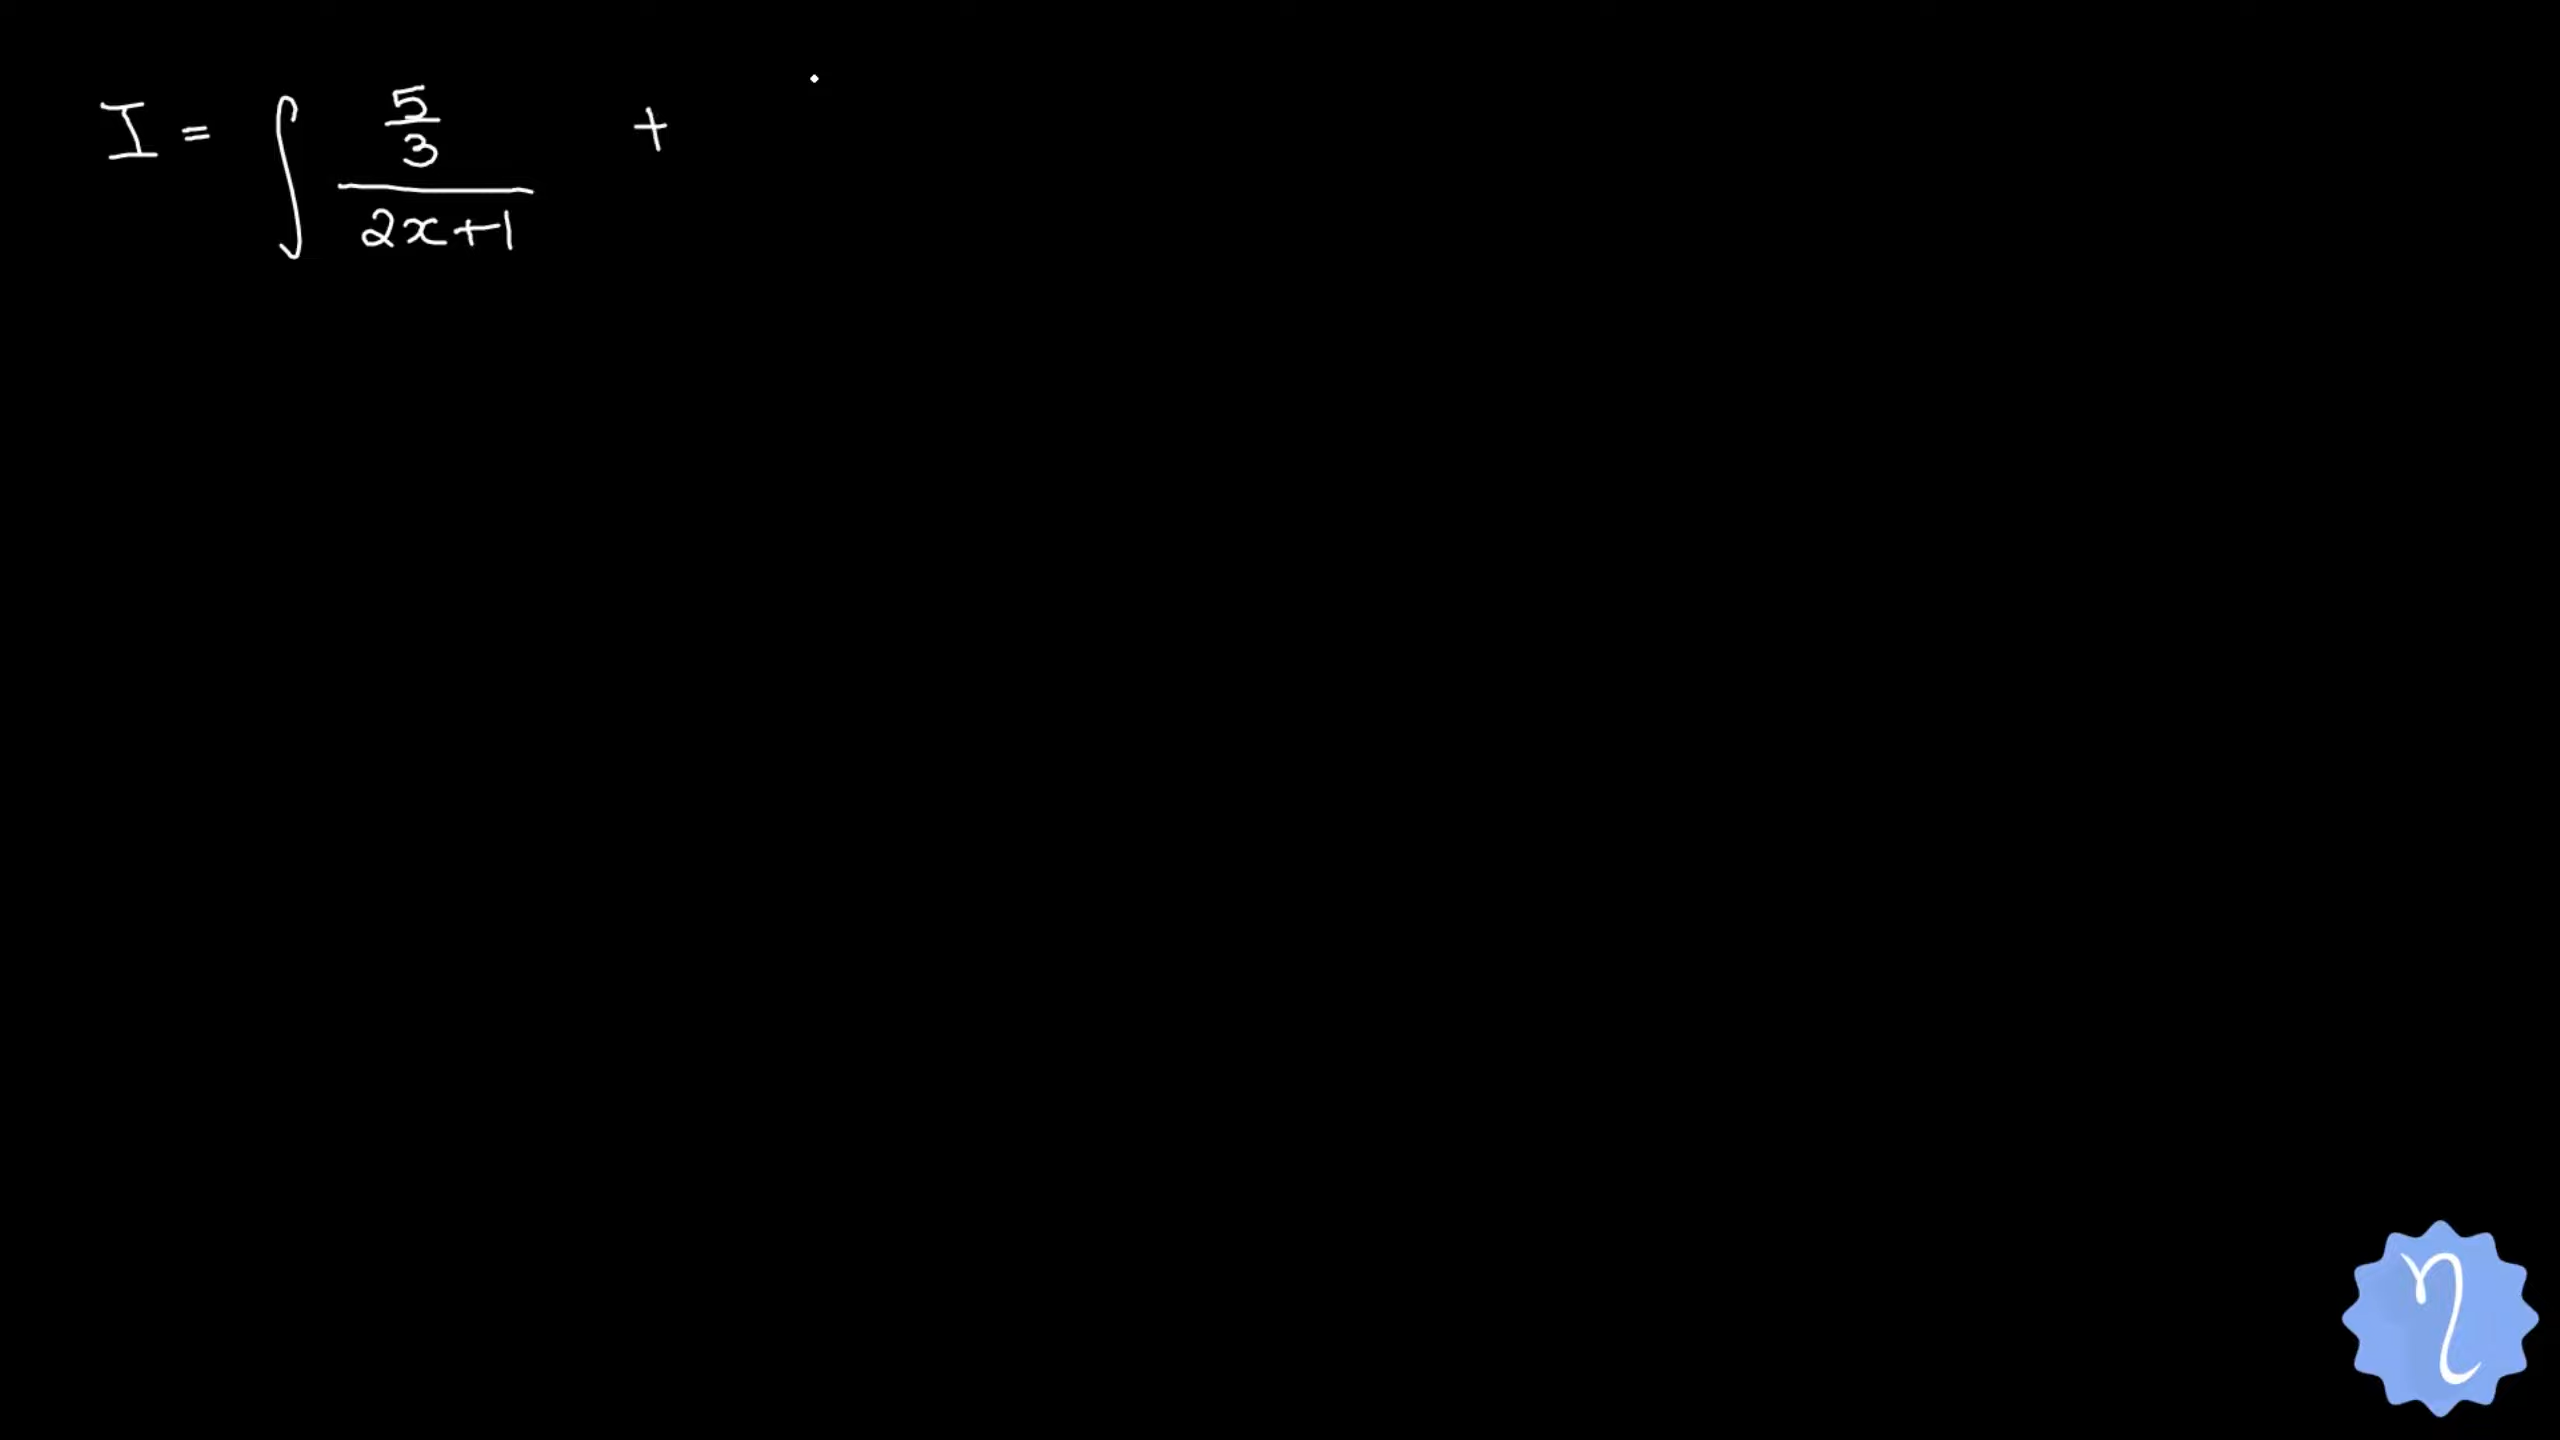 I = ∫ (5/3)/(2x+1) +
η